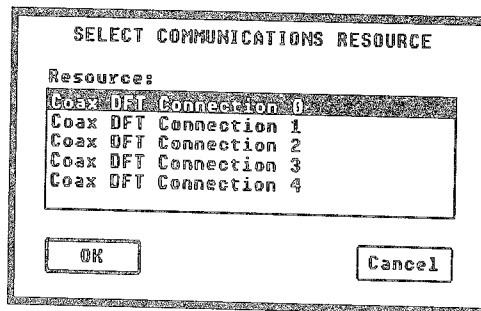 SELECT COMMUNICATIONS RESOURCE
Resource:
Coax DFT Connection 0
Coax DFT Connection 1
Coax DFT Connection 2
Coax DFT Connection 3
Coax DFT Connection 4
OK
Cancel